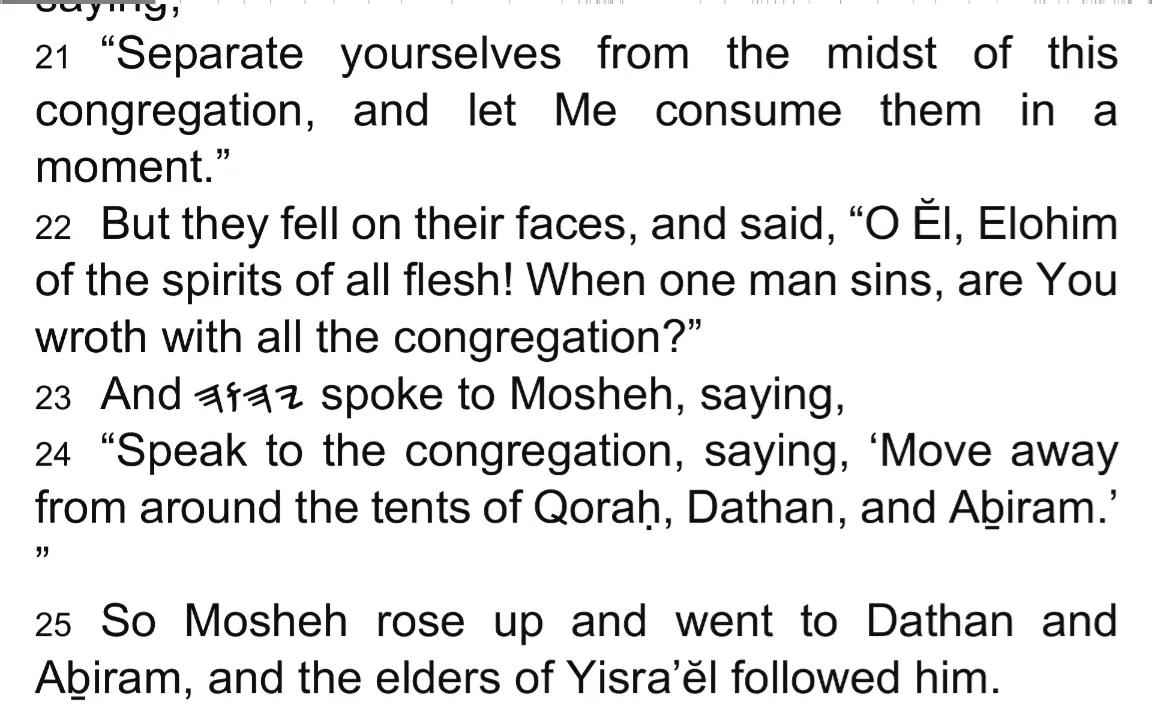 saying,
21 “Separate yourselves from the midst of this
congregation, and let Me consume them in a
moment.”
22 But they fell on their faces, and said, “O Ĕl, Elohim
of the spirits of all flesh! When one man sins, are You
wroth with all the congregation?”
23 And 𐤉𐤄𐤅𐤄 spoke to Mosheh, saying,
24 “Speak to the congregation, saying, ‘Move away
from around the tents of Qoraḥ, Dathan, and Aḇiram.’
”
25 So Mosheh rose up and went to Dathan and
Aḇiram, and the elders of Yisra’ĕl followed him.